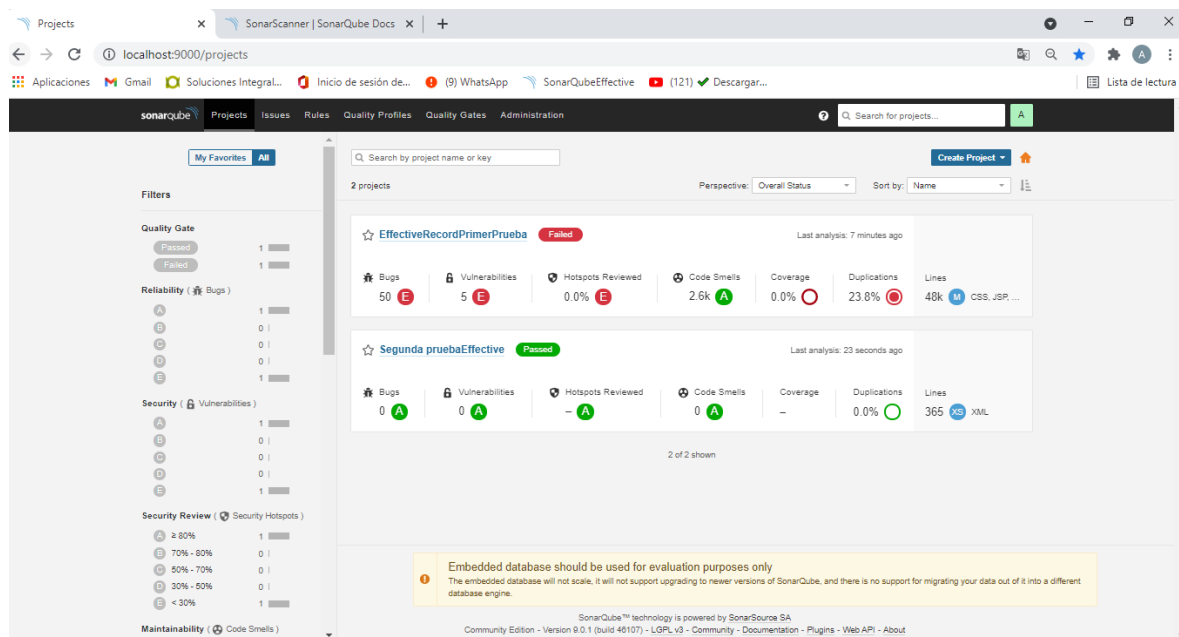 Projects
SonarScanner | SonarQube Docs
localhost:9000/projects
Aplicaciones Gmail Soluciones Integral... Inicio de sesión de... (9) WhatsApp SonarQubeEffective (121) ✔ Descargar... Lista de lectura
sonarqube Projects Issues Rules Quality Profiles Quality Gates Administration Search for projects... A
My Favorites All
Search by project name or key
Create Project
2 projects
Perspective: Overall Status
Sort by: Name
Filters
Quality Gate
Passed 1
Failed 1
Reliability ( Bugs )
A 1
B 0
C 0
D 0
E 1
Security ( Vulnerabilities )
A 1
B 0
C 0
D 0
E 1
Security Review ( Security Hotspots )
A ≥ 80% 1
B 70% - 80% 0
C 50% - 70% 0
D 30% - 50% 0
E < 30% 1
Maintainability ( Code Smells )
EffectiveRecordPrimerPrueba Failed
Last analysis: 7 minutes ago
Bugs Vulnerabilities Hotspots Reviewed Code Smells Coverage Duplications Lines
50 E 5 E 0.0% E 2.6k A 0.0% 23.8% 48k M CSS, JSP, ...
Segunda pruebaEffective Passed
Last analysis: 23 seconds ago
Bugs Vulnerabilities Hotspots Reviewed Code Smells Coverage Duplications Lines
0 A 0 A – A 0 A – 0.0% 365 XS XML
2 of 2 shown
Embedded database should be used for evaluation purposes only
The embedded database will not scale, it will not support upgrading to newer versions of SonarQube, and there is no support for migrating your data out of it into a different
database engine.
SonarQube™ technology is powered by SonarSource SA
Community Edition - Version 9.0.1 (build 46107) - LGPL v3 - Community - Documentation - Plugins - Web API - About